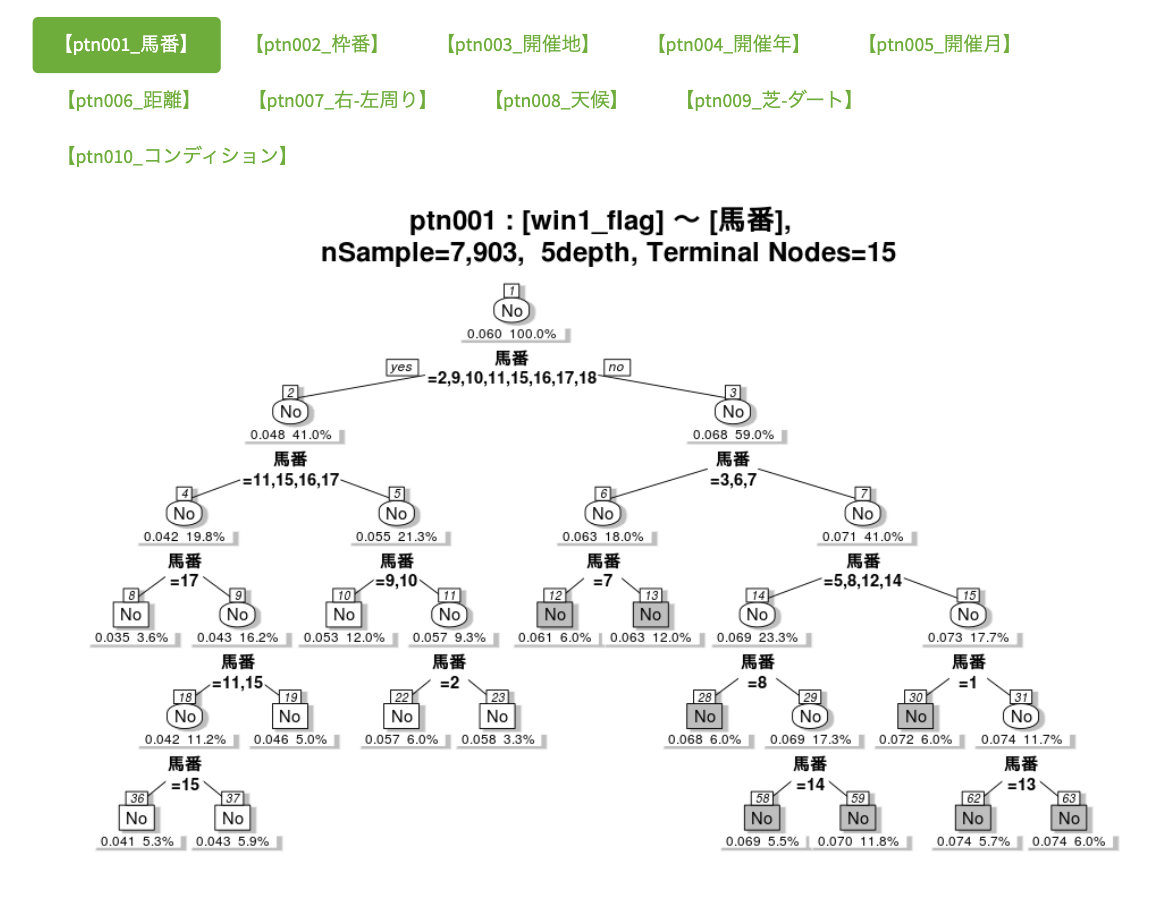 【ptn001_馬番】 【ptn002_枠番】 【ptn003_開催地】 【ptn004_開催年】 【ptn005_開催月】
【ptn006_距離】 【ptn007_右-左周り】 【ptn008_天候】 【ptn009_芝-ダート】
【ptn010_コンディション】
ptn001 : [win1_flag] 〜 [馬番],
nSample=7,903, 5depth, Terminal Nodes=15
1
No
0.060 100.0%
馬番
yes =2,9,10,11,15,16,17,18 no
2 3
No No
0.048 41.0% 0.068 59.0%
馬番 馬番
=11,15,16,17 =3,6,7
4 5 6 7
No No No No
0.042 19.8% 0.055 21.3% 0.063 18.0% 0.071 41.0%
馬番 馬番 馬番 馬番
=17 =9,10 =7 =5,8,12,14
8 9 10 11 12 13 14 15
No No No No No No No No
0.035 3.6% 0.043 16.2% 0.053 12.0% 0.057 9.3% 0.061 6.0% 0.063 12.0% 0.069 23.3% 0.073 17.7%
馬番 馬番 馬番 馬番
=11,15 =2 =8 =1
18 19 22 23 28 29 30 31
No No No No No No No No
0.042 11.2% 0.046 5.0% 0.057 6.0% 0.058 3.3% 0.068 6.0% 0.069 17.3% 0.072 6.0% 0.074 11.7%
馬番 馬番 馬番
=15 =14 =13
36 37 58 59 62 63
No No No No No No
0.041 5.3% 0.043 5.9% 0.069 5.5% 0.070 11.8% 0.074 5.7% 0.074 6.0%